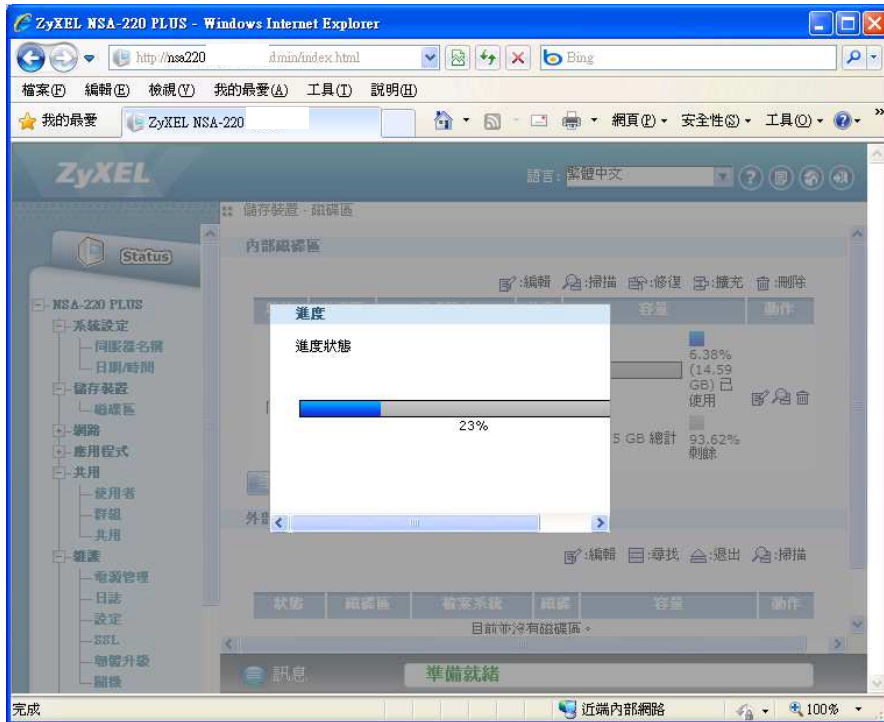 ZyXEL NSA-220 PLUS - Windows Internet Explorer
http://nsa220 dmin/index.html
Bing
檔案(F) 編輯(E) 檢視(V) 我的最愛(A) 工具(T) 說明(H)
我的最愛 ZyXEL NSA-220 網頁(P) 安全性(S) 工具(O) »
ZyXEL
語言: 繁體中文
儲存裝置 - 磁碟區
Status
內部磁碟區
:編輯 :掃描 :修復 :擴充 :刪除
容量 動作
NSA-220 PLUS
系統設定
伺服器名稱
日期/時間
儲存裝置
磁碟區
網路
應用程式
共用
使用者
群組
共用
維護
電源管理
日誌
設定
SSL
韌體升級
關機
進度
進度狀態
23%
6.38%
(14.59
GB) 已
使用
5 GB 總計
93.62%
剩餘
外部
:編輯 :尋找 :退出 :掃描
狀態 磁碟區 檔案系統 磁碟 容量 動作
目前並沒有磁碟區。
訊息 準備就緒
完成 近端內部網路 100%